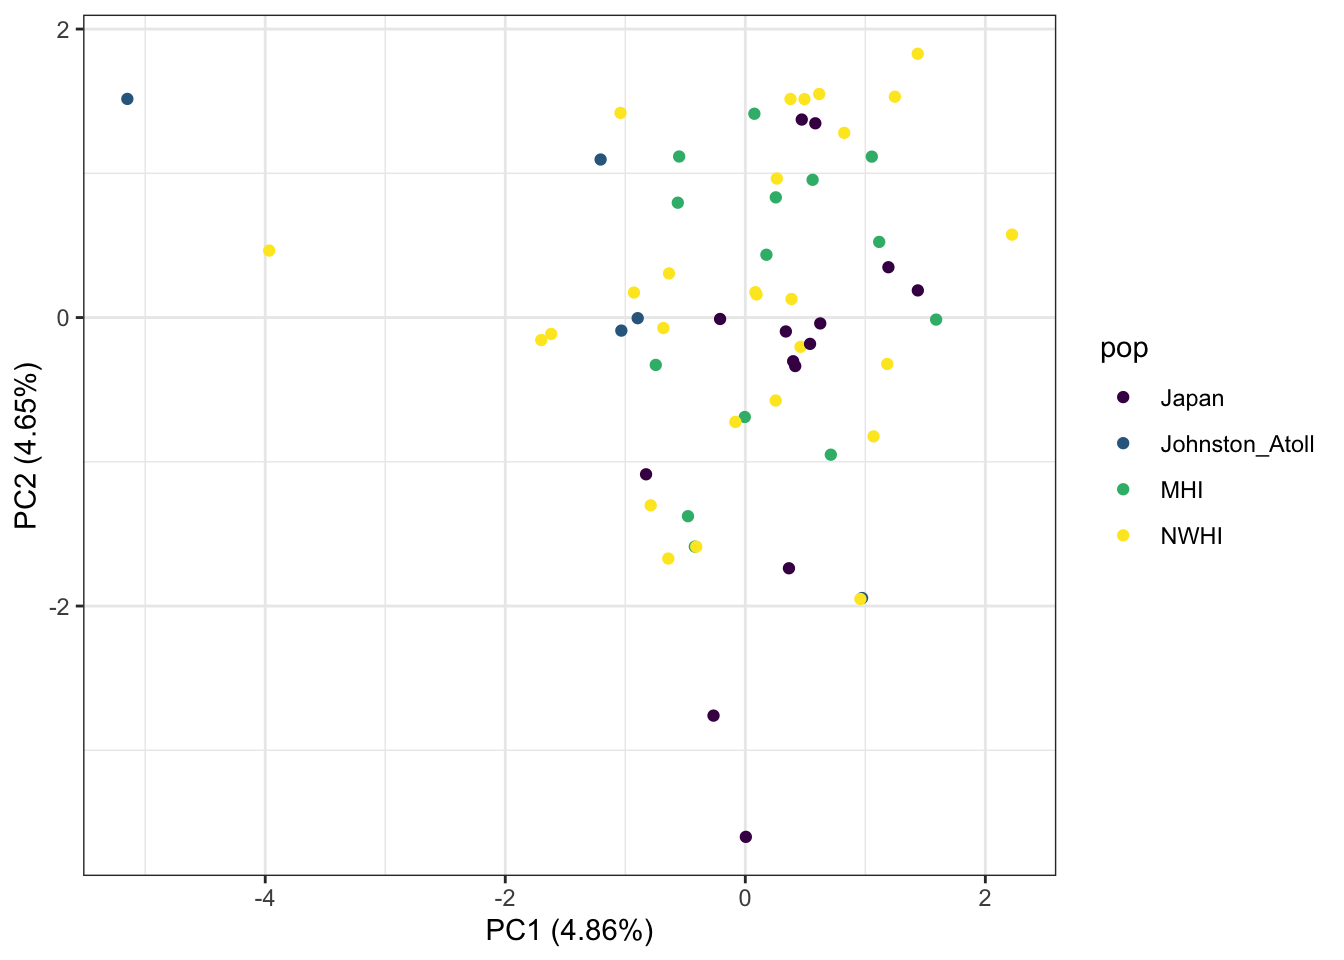 2
0
-2
PC2 (4.65%)
-4
-2
0
2
PC1 (4.86%)
pop
Japan
Johnston_Atoll
MHI
NWHI